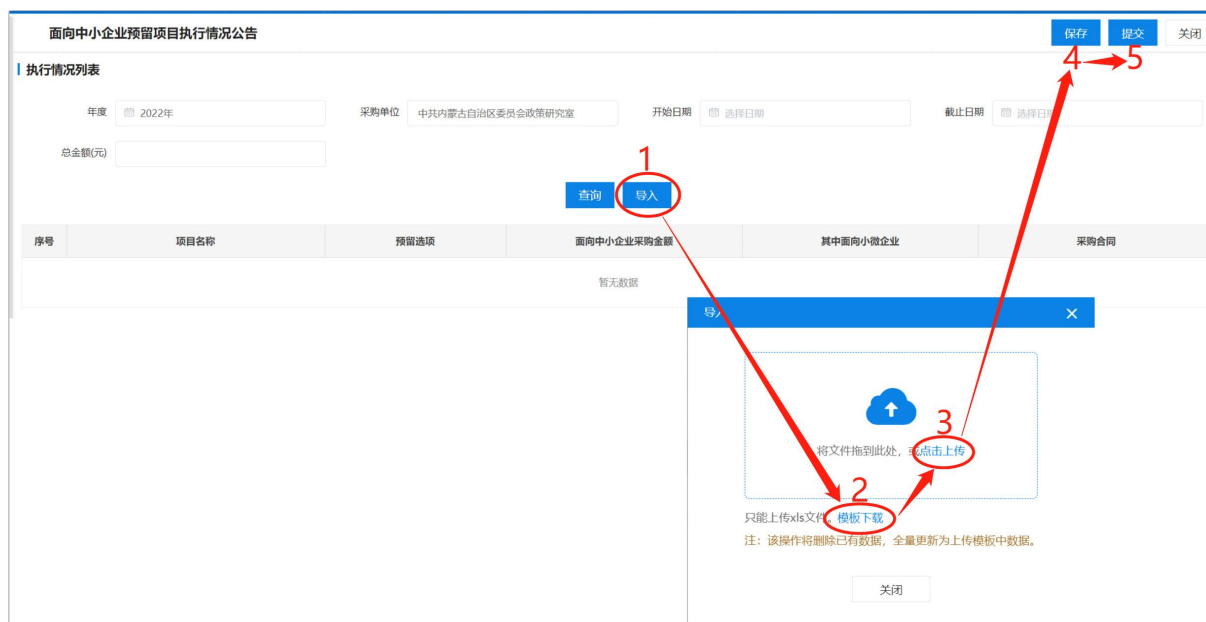 面向中小企业预留项目执行情况公告
保存 提交 关闭
4 5
执行情况列表
年度 2022年 采购单位 中共内蒙古自治区委员会政策研究室 开始日期 选择日期 截止日期 选择日期
总金额(元)
1
查询 导入
序号 项目名称 预留选项 面向中小企业采购金额 其中面向小微企业 采购合同
暂无数据
导入
3
将文件拖到此处，或点击上传
2
只能上传xls文件。模板下载
注：该操作将删除已有数据，全量更新为上传模板中数据。
关闭